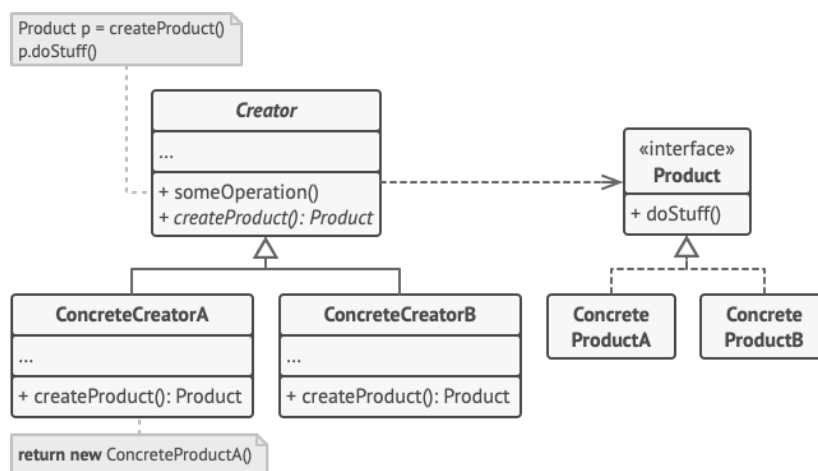 Product p = createProduct()
p.doStuff()
Creator
...
+ someOperation()
+ createProduct(): Product
«interface»
Product
+ doStuff()
ConcreteCreatorA
...
+ createProduct(): Product
ConcreteCreatorB
...
+ createProduct(): Product
Concrete
ProductA
Concrete
ProductB
return new ConcreteProductA()